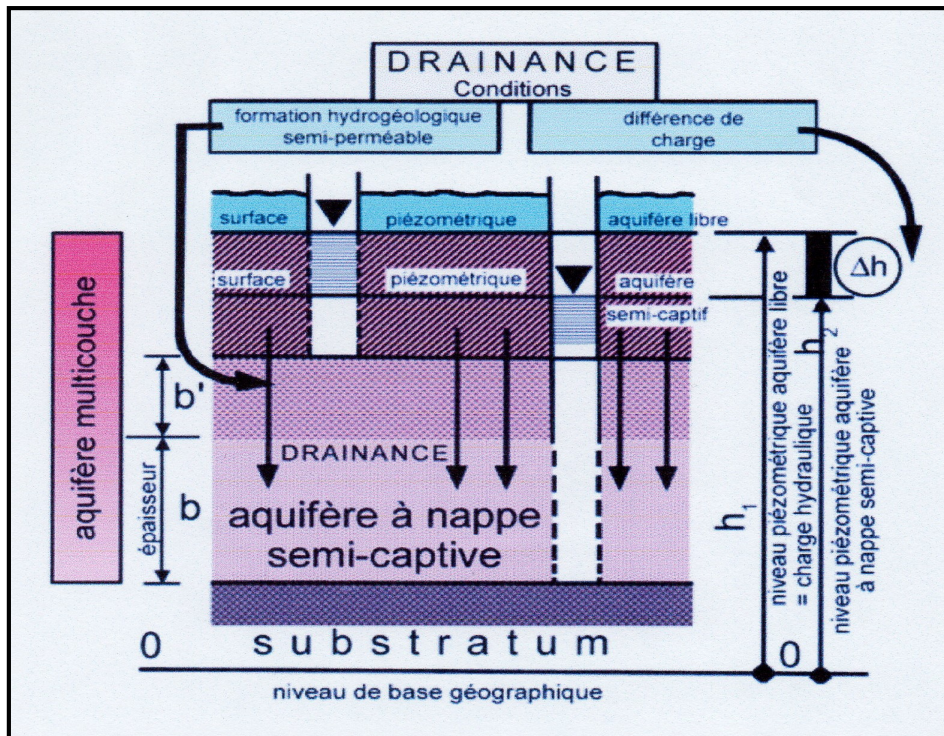 DRAINANCE
Conditions
formation hydrogéologique
semi-perméable
différence de
charge
surface piézométrique aquifère libre
surface piézométrique aquifère
semi-captif
Δh
aquifère multicouche
b'
épaisseur
b
DRAINANCE
aquifère à nappe
semi-captive
h1
niveau piézométrique aquifère libre
= charge hydraulique
h2
niveau piézométrique aquifère
à nappe semi-captive
0
substratum
0
niveau de base géographique